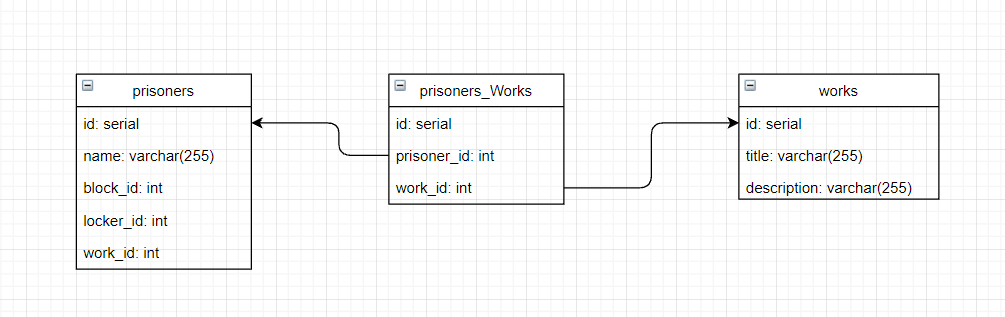 prisoners
id: serial
name: varchar(255)
block_id: int
locker_id: int
work_id: int
prisoners_Works
id: serial
prisoner_id: int
work_id: int
works
id: serial
title: varchar(255)
description: varchar(255)